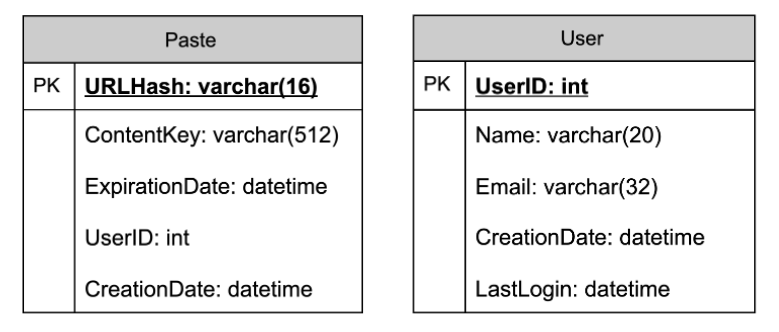 Paste
PK URLHash: varchar(16)
ContentKey: varchar(512)
ExpirationDate: datetime
UserID: int
CreationDate: datetime
User
PK UserID: int
Name: varchar(20)
Email: varchar(32)
CreationDate: datetime
LastLogin: datetime